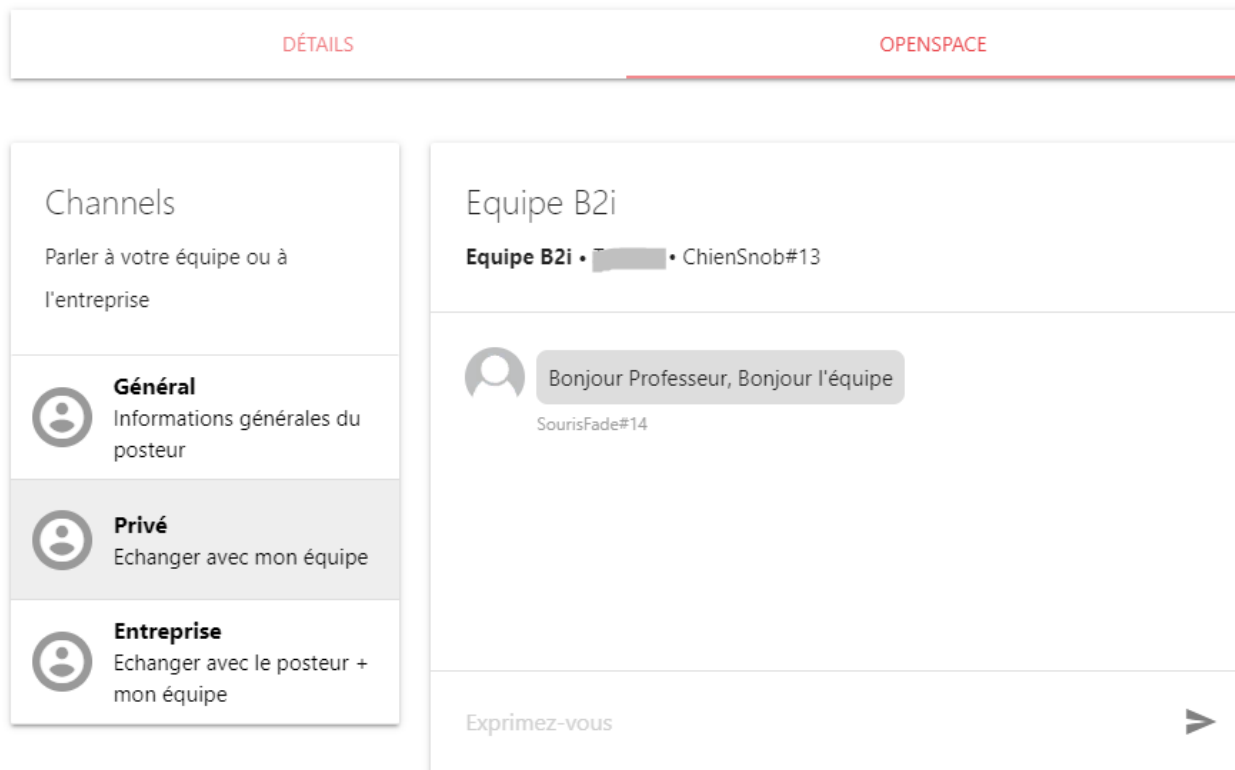 DÉTAILS
OPENSPACE
Channels
Parler à votre équipe ou à
l'entreprise
Général
Informations générales du
posteur
Privé
Echanger avec mon équipe
Entreprise
Echanger avec le posteur +
mon équipe
Equipe B2i
Equipe B2i • • ChienSnob#13
Bonjour Professeur, Bonjour l'équipe
SourisFade#14
Exprimez-vous